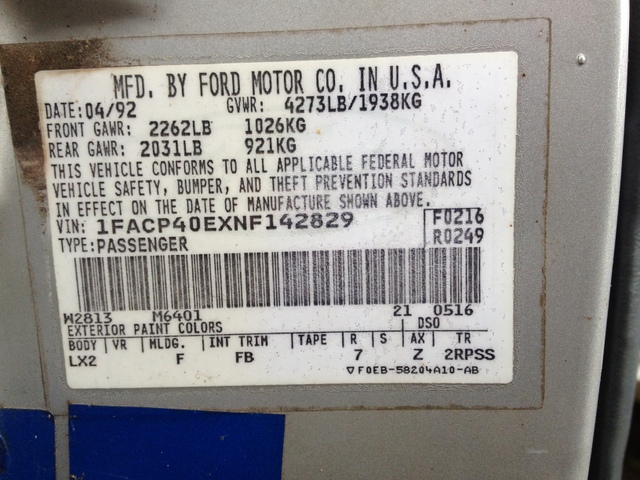 MFD. BY FORD MOTOR CO. IN U.S.A.
DATE: 04/92 GVWR: 4273LB/1938KG
FRONT GAWR: 2262LB 1026KG
REAR GAWR: 2031LB 921KG
THIS VEHICLE CONFORMS TO ALL APPLICABLE FEDERAL MOTOR
VEHICLE SAFETY, BUMPER, AND THEFT PREVENTION STANDARDS
IN EFFECT ON THE DATE OF MANUFACTURE SHOWN ABOVE.
VIN: 1FACP40EXNF142829 F0216
TYPE: PASSENGER R0249
W2813 M6401 21 0516
EXTERIOR PAINT COLORS DSO
BODY VR MLDG. INT TRIM TAPE R S AX TR
LX2 F FB 7 Z 2RPSS
▽F0EB-58204A10-AB